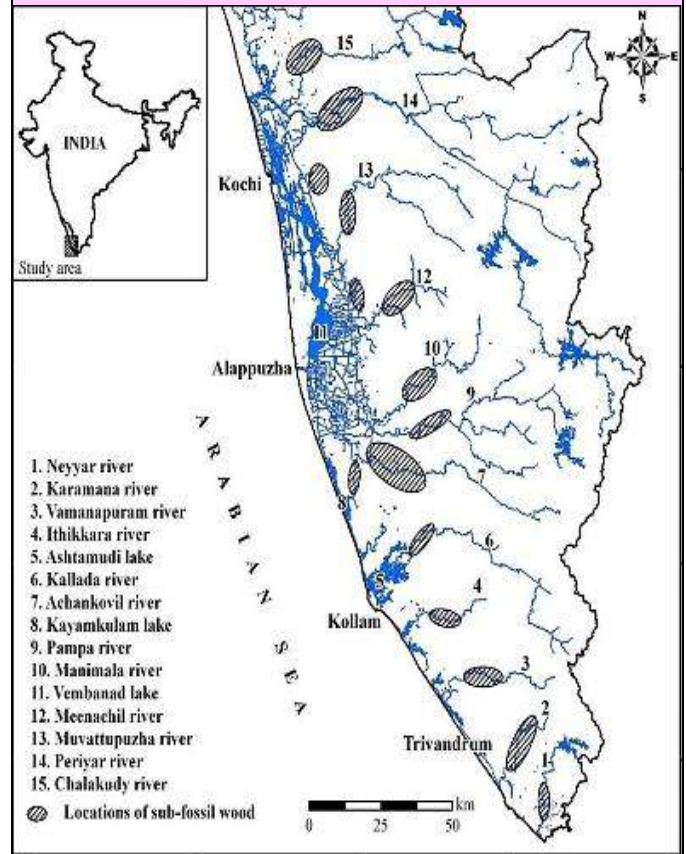 INDIA
Study area
N
W
E
S
15
14
Kochi
13
12
11
Alappuzha
10
9
7
8
6
5
4
Kollam
3
2
Trivandrum
1
ARABIAN SEA
1. Neyyar river
2. Karamana river
3. Vamanapuram river
4. Ithikkara river
5. Ashtamudi lake
6. Kallada river
7. Achankovil river
8. Kayamkulam lake
9. Pampa river
10. Manimala river
11. Vembanad lake
12. Meenachil river
13. Muvattupuzha river
14. Periyar river
15. Chalakudy river
Locations of sub-fossil wood
km
0 25 50